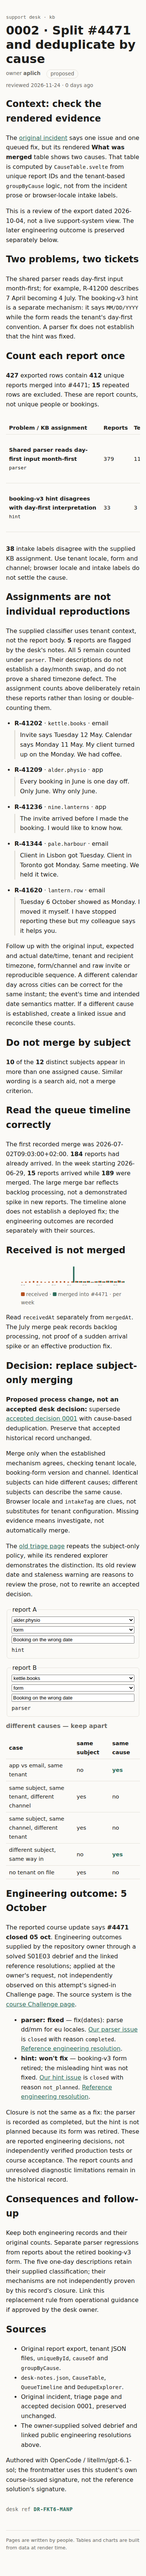 support desk · xo
0002 · Split #4471
and deduplicate by
cause
owner aplich proposed
reviewed 2026-11-24 · 0 days ago
Context: check the
rendered evidence
The original incident says one issue and one
queued fix, but its rendered What was
merged table shows two causes. That table
is computed by CauseTable.svelte from
unique report IDs and the tenant-based
groupByCause logic, not from the incident
prose or browser-locale intake labels.
This is a review of the export dated 2026-
10-04, not a live support-system view. The
later engineering outcome is preserved
separately below.
Two problems, two tickets
The shared parser reads day-first input
month-first; for example, R-41200 describes
7 April becoming 4 July. The booking-v3 hint
is a separate mechanism: it says MM/DD/YYYY
while the form reads the tenant's day-first
convention. A parser fix does not establish
that the hint was fixed.
Count each report once
427 exported rows contain 412 unique
reports merged into #4471; 15 repeated
rows are excluded. These are report counts,
not unique people or bookings.
Problem / KB assignment Reports Te
Shared parser reads day-
first input month-first 379 11
parser
booking-v3 hint disagrees
with day-first interpretation 33 3
hint
38 intake labels disagree with the supplied
KB assignment. Use tenant locale, form and
channel; browser locale and intake labels do
not settle the cause.
Assignments are not
individual reproductions
The supplied classifier uses tenant context,
not the report body. 5 reports are flagged
by the desk's notes. All 5 remain counted
under parser. Their descriptions do not
establish a day/month swap, and do not
prove a shared timezone defect. The
assignment counts above deliberately retain
these reports rather than losing or double-
counting them.
R-41202 · kettle.books · email
Invite says Tuesday 12 May. Calendar
says Monday 11 May. My client turned
up on the Monday. We had coffee.
R-41209 · alder.physio · app
Every booking in June is one day off.
Only June. Why only June.
R-41236 · nine.lanterns · app
The invite arrived before I made the
booking. I would like to know how.
R-41344 · pale.harbour · email
Client in Lisbon got Tuesday. Client in
Toronto got Monday. Same meeting. We
held it twice.
R-41620 · lantern.row · email
Tuesday 6 October showed as Monday. I
moved it myself. I have stopped
reporting these but my colleague says
it helps you.
Follow up with the original input, expected
and actual date/time, tenant and recipient
timezone, form/channel and raw invite or
reproduction sequence. A different calendar
day across cities can be correct for the
same instant; the event's time and intended
date semantics matter. If a different cause is
established, create a linked issue and
reconcile these counts.
Do not merge by subject
10 of the 12 distinct subjects appear in
more than one assigned cause. Similar
wording is a search aid, not a merge
criterion.
Read the queue timeline
correctly
The first recorded merge was 2026-07-
02T09:03:00+02:00. 184 reports had
already arrived. In the week starting 2026-
06-29, 15 reports arrived while 189 were
merged. The large merge bar reflects
backlog processing, not a demonstrated
spike in new reports. The timeline alone
does not establish a deployed fix; the
engineering outcomes are recorded
separately with their sources.
Received is not merged
received merged into #4471 · per
week
Read receivedAt separately from mergedAt.
The July merge peak records backlog
processing, not proof of a sudden arrival
spike or an effective production fix.
Decision: replace subject-
only merging
Proposed process change, not an
accepted desk decision: supersede
accepted decision 0001 with cause-based
deduplication. Preserve that accepted
historical record unchanged.
Merge only when the established
mechanism agrees, checking tenant locale,
booking-form version and channel. Identical
subjects can hide different causes; different
subjects can describe the same cause.
Browser locale and intakeTag are clues, not
substitutes for tenant configuration. Missing
evidence means investigate, not
automatically merge.
The old triage page repeats the subject-only
policy, while its rendered explorer
demonstrates the distinction. Its old review
date and staleness warning are reasons to
review the prose, not to rewrite an accepted
decision.
report A
alder.physio
form
Booking on the wrong date
hint
report B
kettle.books
form
Booking on the wrong date
parser
different causes — keep apart
case same subject same cause
app vs email, same tenant no yes
same subject, same tenant, different channel yes no
same subject, same channel, different tenant yes no
different subject, same way in no yes
no tenant on file yes no
Engineering outcome: 5
October
The reported course update says #4471
closed 05 oct. Engineering outcomes
supplied by the repository owner through a
solved S01E03 debrief and the linked
reference resolutions; applied at the
owner's request, not independently
observed on this attempt's signed-in
Challenge page. The source system is the
course Challenge page.
parser: fixed — fix(dates): parse
dd/mm for eu locales. Our parser issue
is closed with reason completed.
Reference engineering resolution.
hint: won't fix — booking-v3 form
retired; the misleading hint was not
fixed. Our hint issue is closed with
reason not_planned. Reference
engineering resolution.
Closure is not the same as a fix: the parser
is recorded as completed, but the hint is not
planned because its form was retired. These
are reported engineering decisions, not
independently verified production tests or
course acceptance. The report counts and
unresolved diagnostic limitations remain in
the historical record.
Consequences and follow-
up
Keep both engineering records and their
original counts. Separate parser regressions
from reports about the retired booking-v3
form. The five one-day descriptions retain
their supplied classification; their
mechanisms are not independently proven
by this record's closure. Link this
replacement rule from operational guidance
if approved by the desk owner.
Sources
Original report export, tenant JSON
files, uniqueById, causeOf and
groupByCause.
desk-notes.json, CauseTable,
QueueTimeline and DedupeExplorer.
Original incident, triage page and
accepted decision 0001, preserved
unchanged.
The owner-supplied solved debrief and
linked public engineering resolutions
above.
Authored with OpenCode / litellm/gpt-6.1-
sol; the frontmatter uses this student's own
course-issued signature, not the reference
solution's signature.
desk ref DR-FKT6-MANP
Pages are written by people. Tables and charts are built
from data at render time.